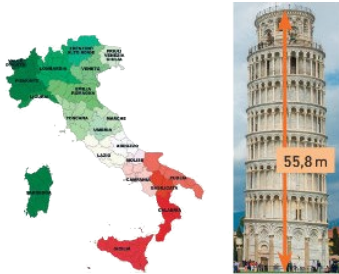 TRENTINO
ALTO ADIGE
FRIULI
VENEZIA
GIULIA
LOMBARDIA
VENETO
PIEMONTE
EMILIA
ROMAGNA
LIGURIA
TOSCANA
MARCHE
UMBRIA
ABRUZZO
LAZIO
MOLISE
CAMPANIA
PUGLIA
BASILICATA
SARDEGNA
CALABRIA
SICILIA
55,8 m